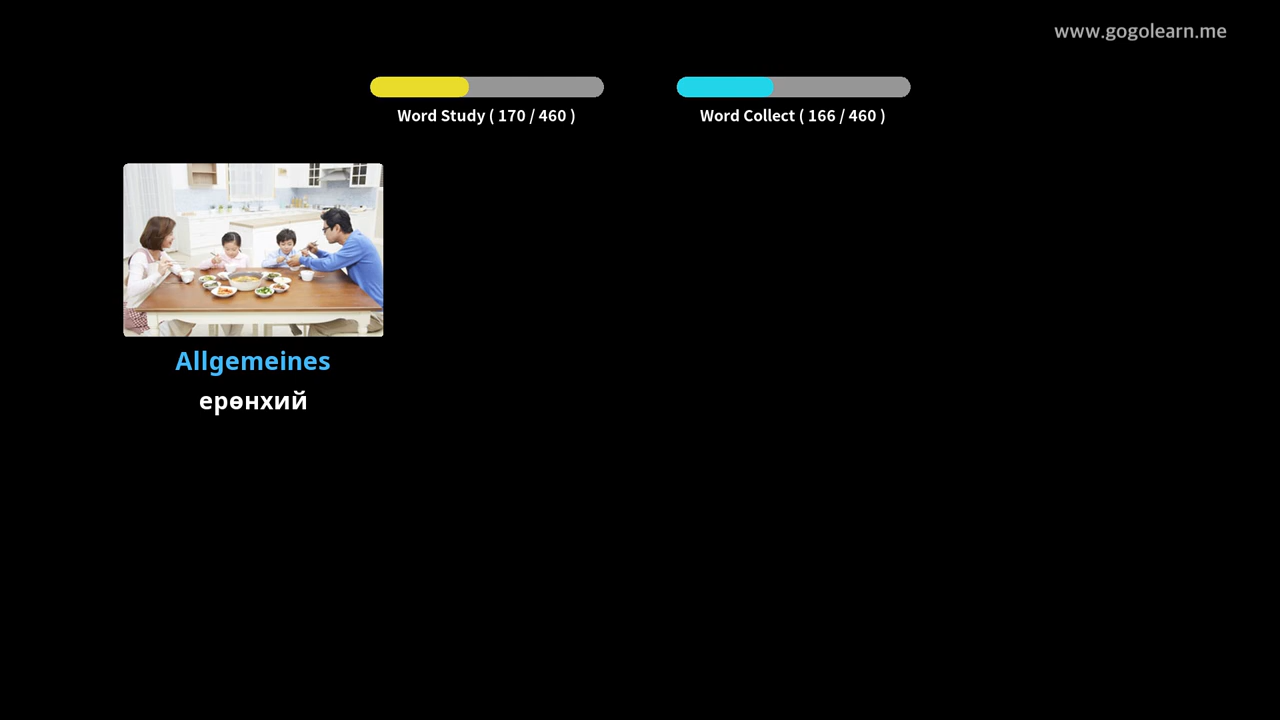 www.gogolearn.me
Word Study ( 170 / 460 )
Word Collect ( 166 / 460 )
Allgemeines
ерөнхий